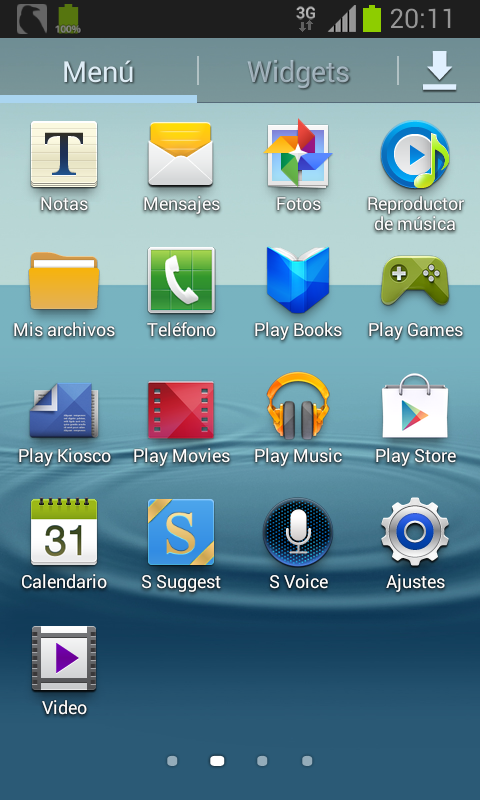 100%
3G
20:11
Menú
Widgets
T
Notas
Mensajes
Fotos
Reproductor
de música
Mis archivos
Teléfono
Play Books
Play Games
Play Kiosco
Play Movies
Play Music
Play Store
31
Calendario
S
S Suggest
S Voice
Ajustes
Video